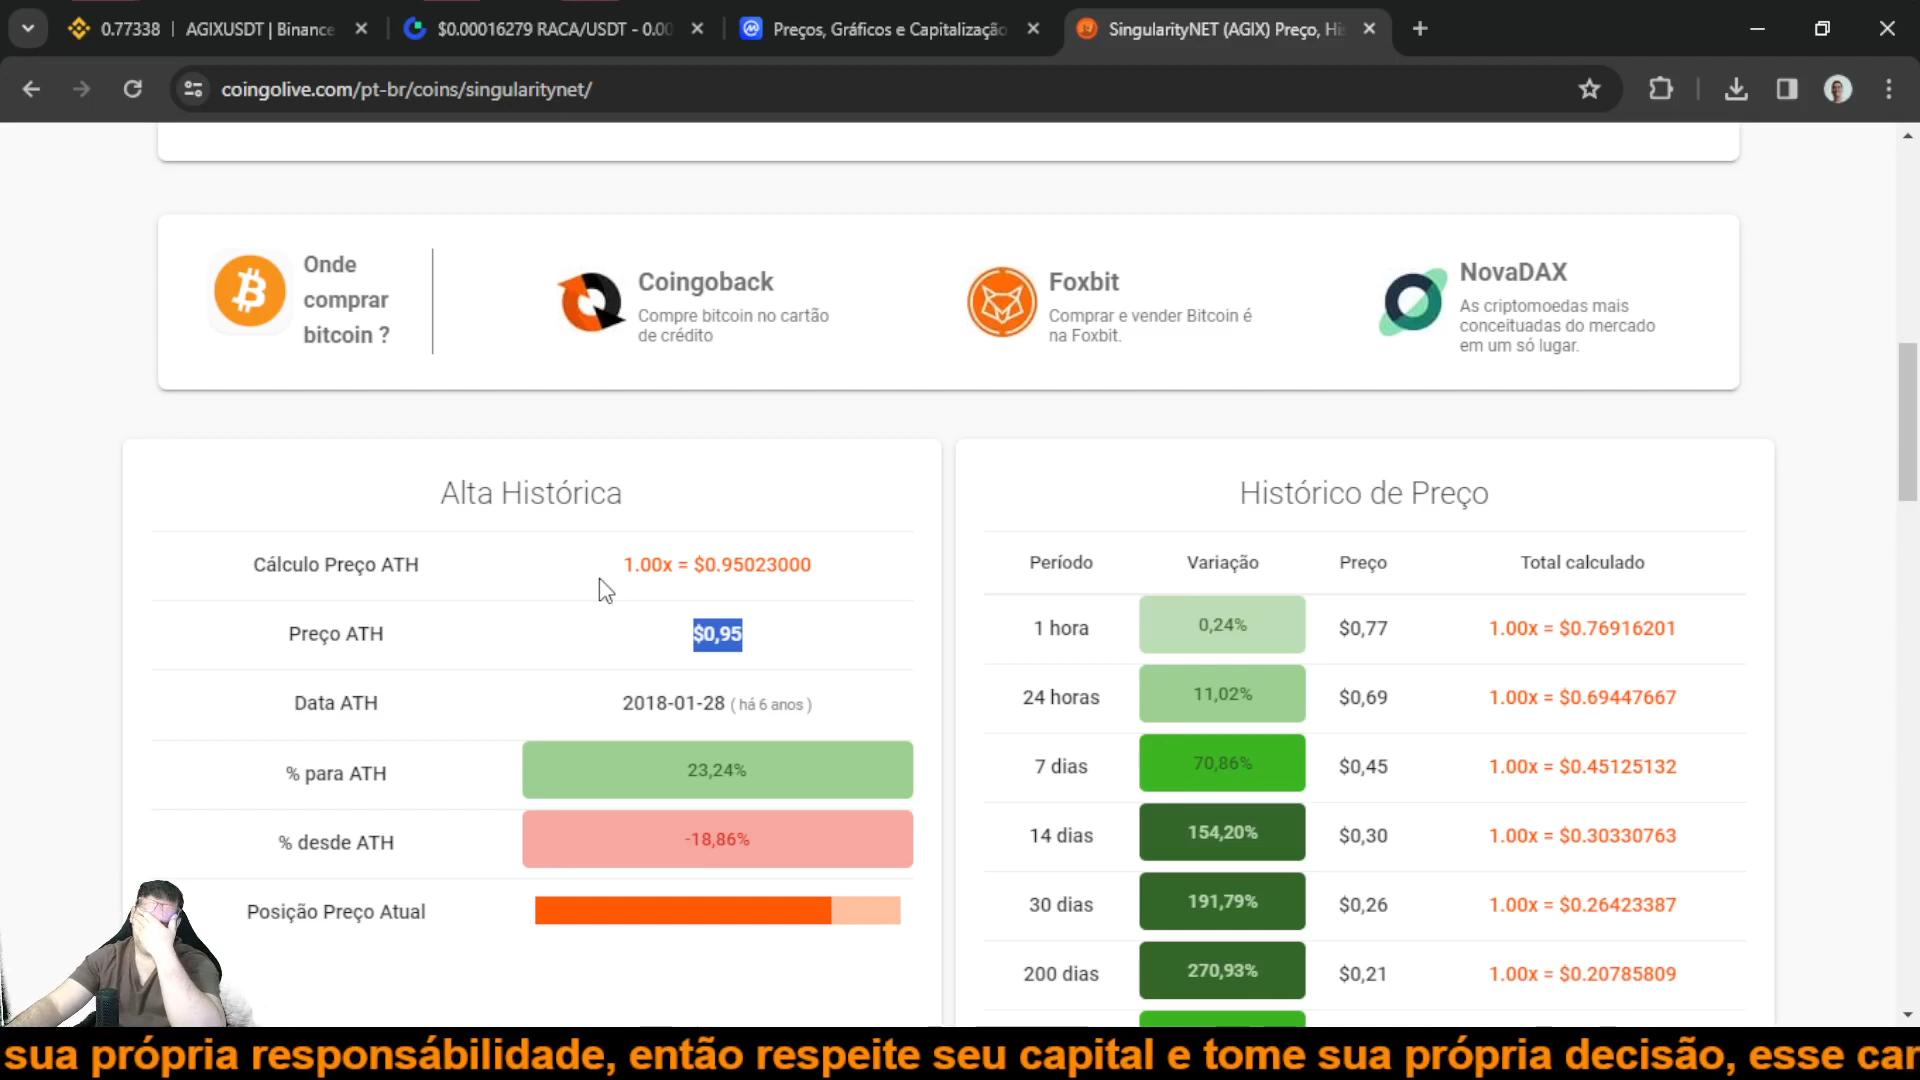 0.77338 | AGIXUSDT | Binance
$0.00016279 RACA/USDT - 0.00
Preços, Gráficos e Capitalização
SingularityNET (AGIX) Preço, His
coingolive.com/pt-br/coins/singularitynet/
Onde
comprar
bitcoin ?
Coingoback
Compre bitcoin no cartão
de crédito
Foxbit
Comprar e vender Bitcoin é
na Foxbit.
NovaDAX
As criptomoedas mais
conceituadas do mercado
em um só lugar.
Alta Histórica
Cálculo Preço ATH 1.00x = $0.95023000
Preço ATH $0,95
Data ATH 2018-01-28 ( há 6 anos )
% para ATH 23,24%
% desde ATH -18,86%
Posição Preço Atual
Histórico de Preço
Período Variação Preço Total calculado
1 hora 0,24% $0,77 1.00x = $0.76916201
24 horas 11,02% $0,69 1.00x = $0.69447667
7 dias 70,86% $0,45 1.00x = $0.45125132
14 dias 154,20% $0,30 1.00x = $0.30330763
30 dias 191,79% $0,26 1.00x = $0.26423387
200 dias 270,93% $0,21 1.00x = $0.20785809
sua própria responsábilidade, então respeite seu capital e tome sua própria decisão, esse car